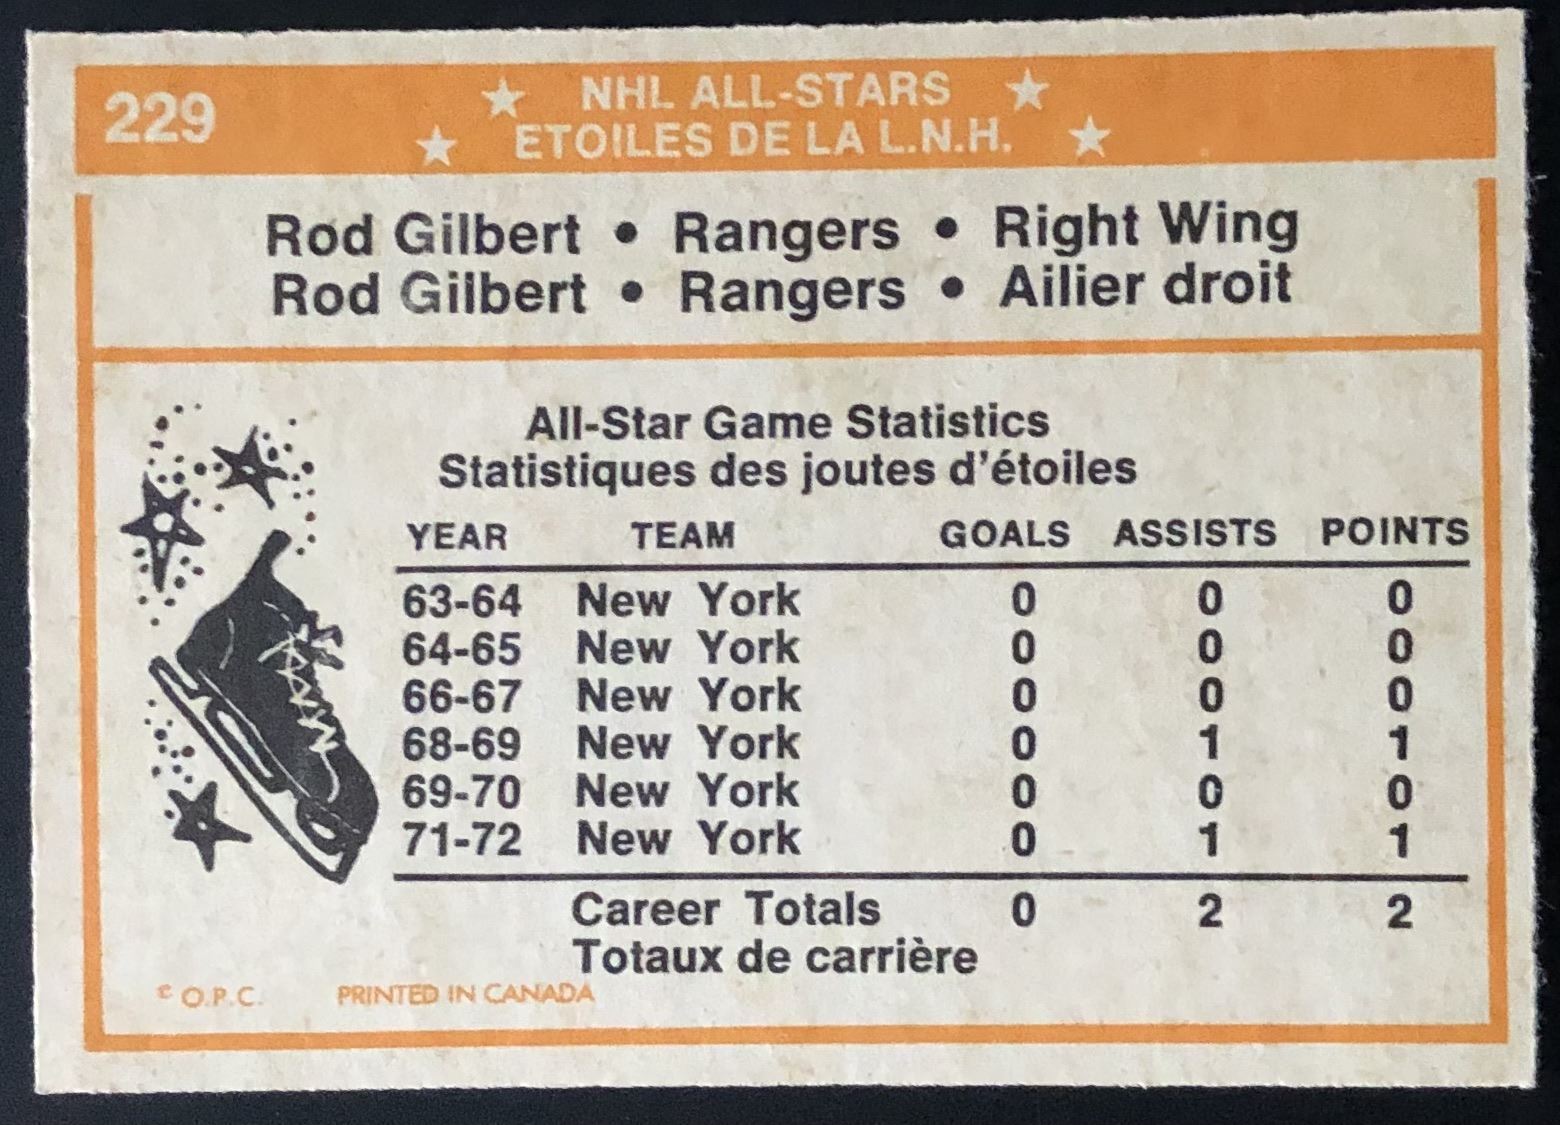 229
NHL ALL-STARS
ETOILES DE LA L.N.H.
Rod Gilbert • Rangers • Right Wing
Rod Gilbert • Rangers • Ailier droit
All-Star Game Statistics
Statistiques des joutes d'étoiles
YEAR TEAM GOALS ASSISTS POINTS
63-64 New York 0 0 0
64-65 New York 0 0 0
66-67 New York 0 0 0
68-69 New York 0 1 1
69-70 New York 0 0 0
71-72 New York 0 1 1
Career Totals 0 2 2
Totaux de carrière
© O.P.C. PRINTED IN CANADA